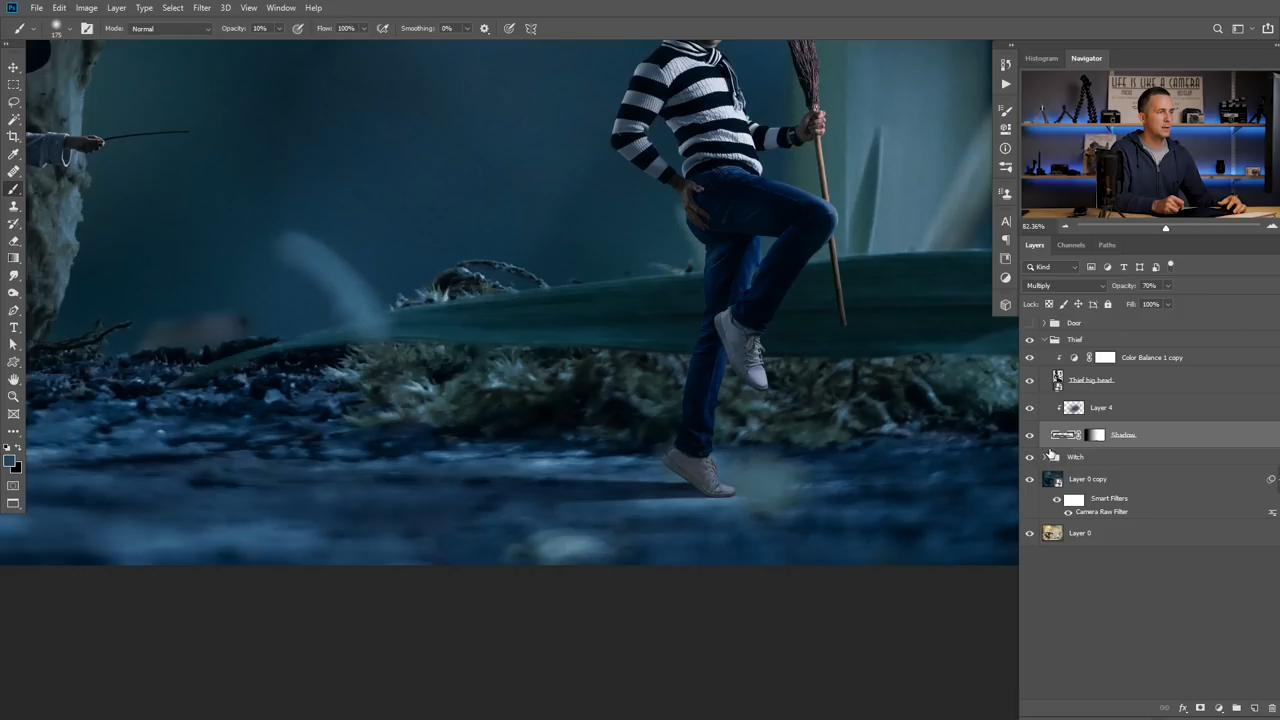 Ps File Edit Image Layer Type Select Filter 3D View Window Help
175 Mode: Normal Opacity: 10% Flow: 100% Smoothing: 0%
Histogram Navigator
LIFE IS LIKE A CAMERA
82.36%
Layers Channels Paths
Kind
Multiply Opacity: 70%
Lock: Fill: 100%
Door
Thief
Color Balance 1 copy
Thief big head
Layer 4
Shadow
Witch
Layer 0 copy
Smart Filters
Camera Raw Filter
Layer 0